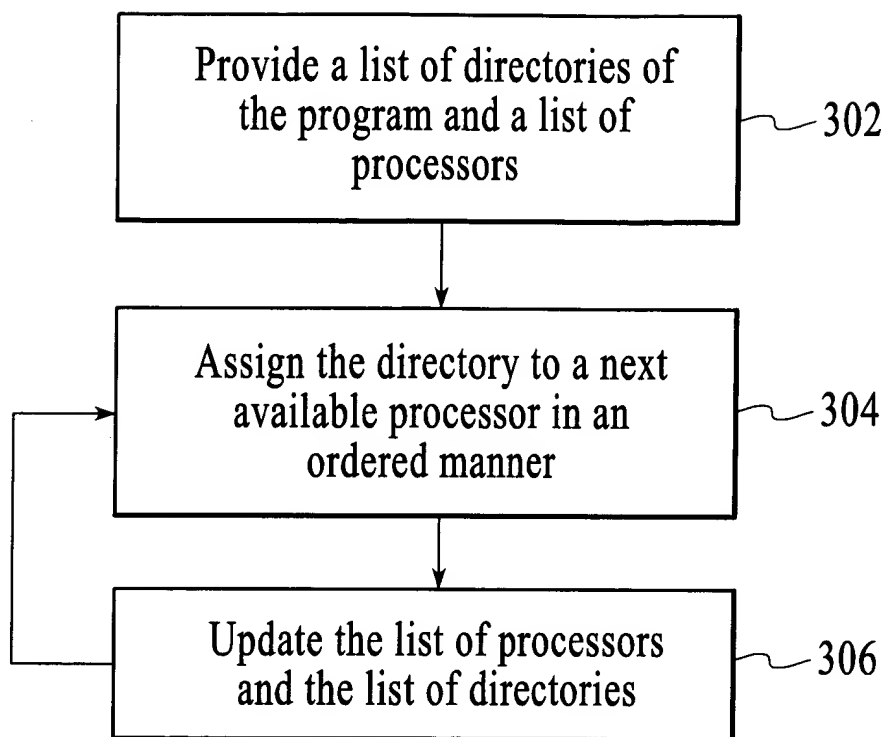 Provide a list of directories of
the program and a list of
processors
302
Assign the directory to a next
available processor in an
ordered manner
304
Update the list of processors
and the list of directories
306